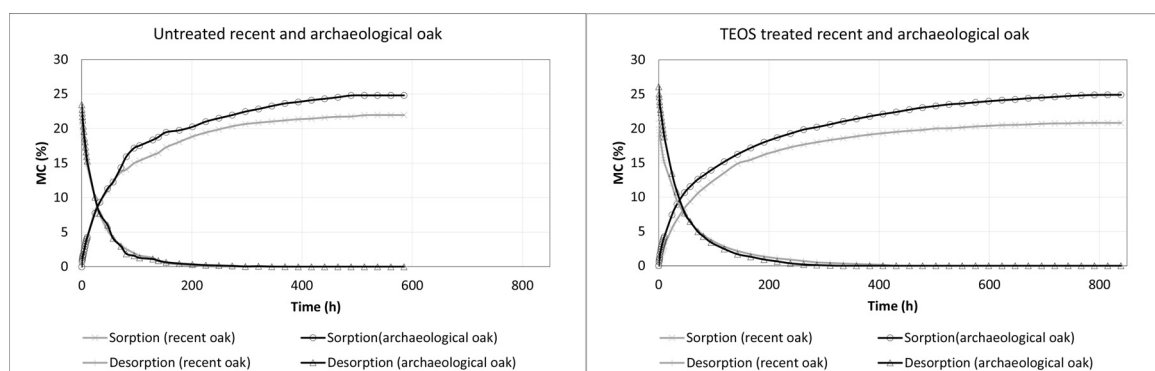 Untreated recent and archaeological oak
30
25
20
15
10
5
0
MC (%)
0 200 400 600 800
Time (h)
Sorption (recent oak) Sorption(archaeological oak)
Desorption (recent oak) Desorption (archaeological oak)
TEOS treated recent and archaeological oak
30
25
20
15
10
5
0
MC (%)
0 200 400 600 800
Time (h)
Sorption (recent oak) Sorption(archaeological oak)
Desorption (recent oak) Desorption (archaeological oak)